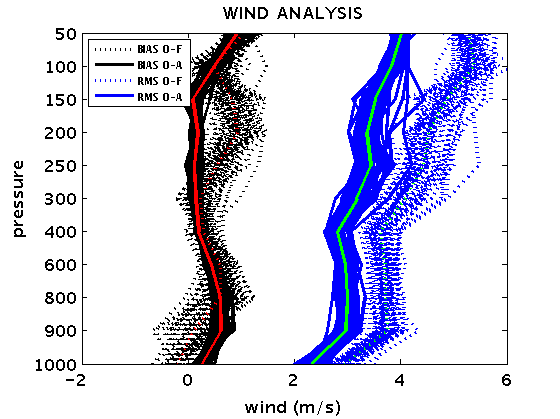 WIND ANALYSIS
BIAS O-F
BIAS O-A
RMS O-F
RMS O-A
pressure
50
100
150
200
250
300
400
600
800
900
1000
−2 0 2 4 6
wind (m/s)